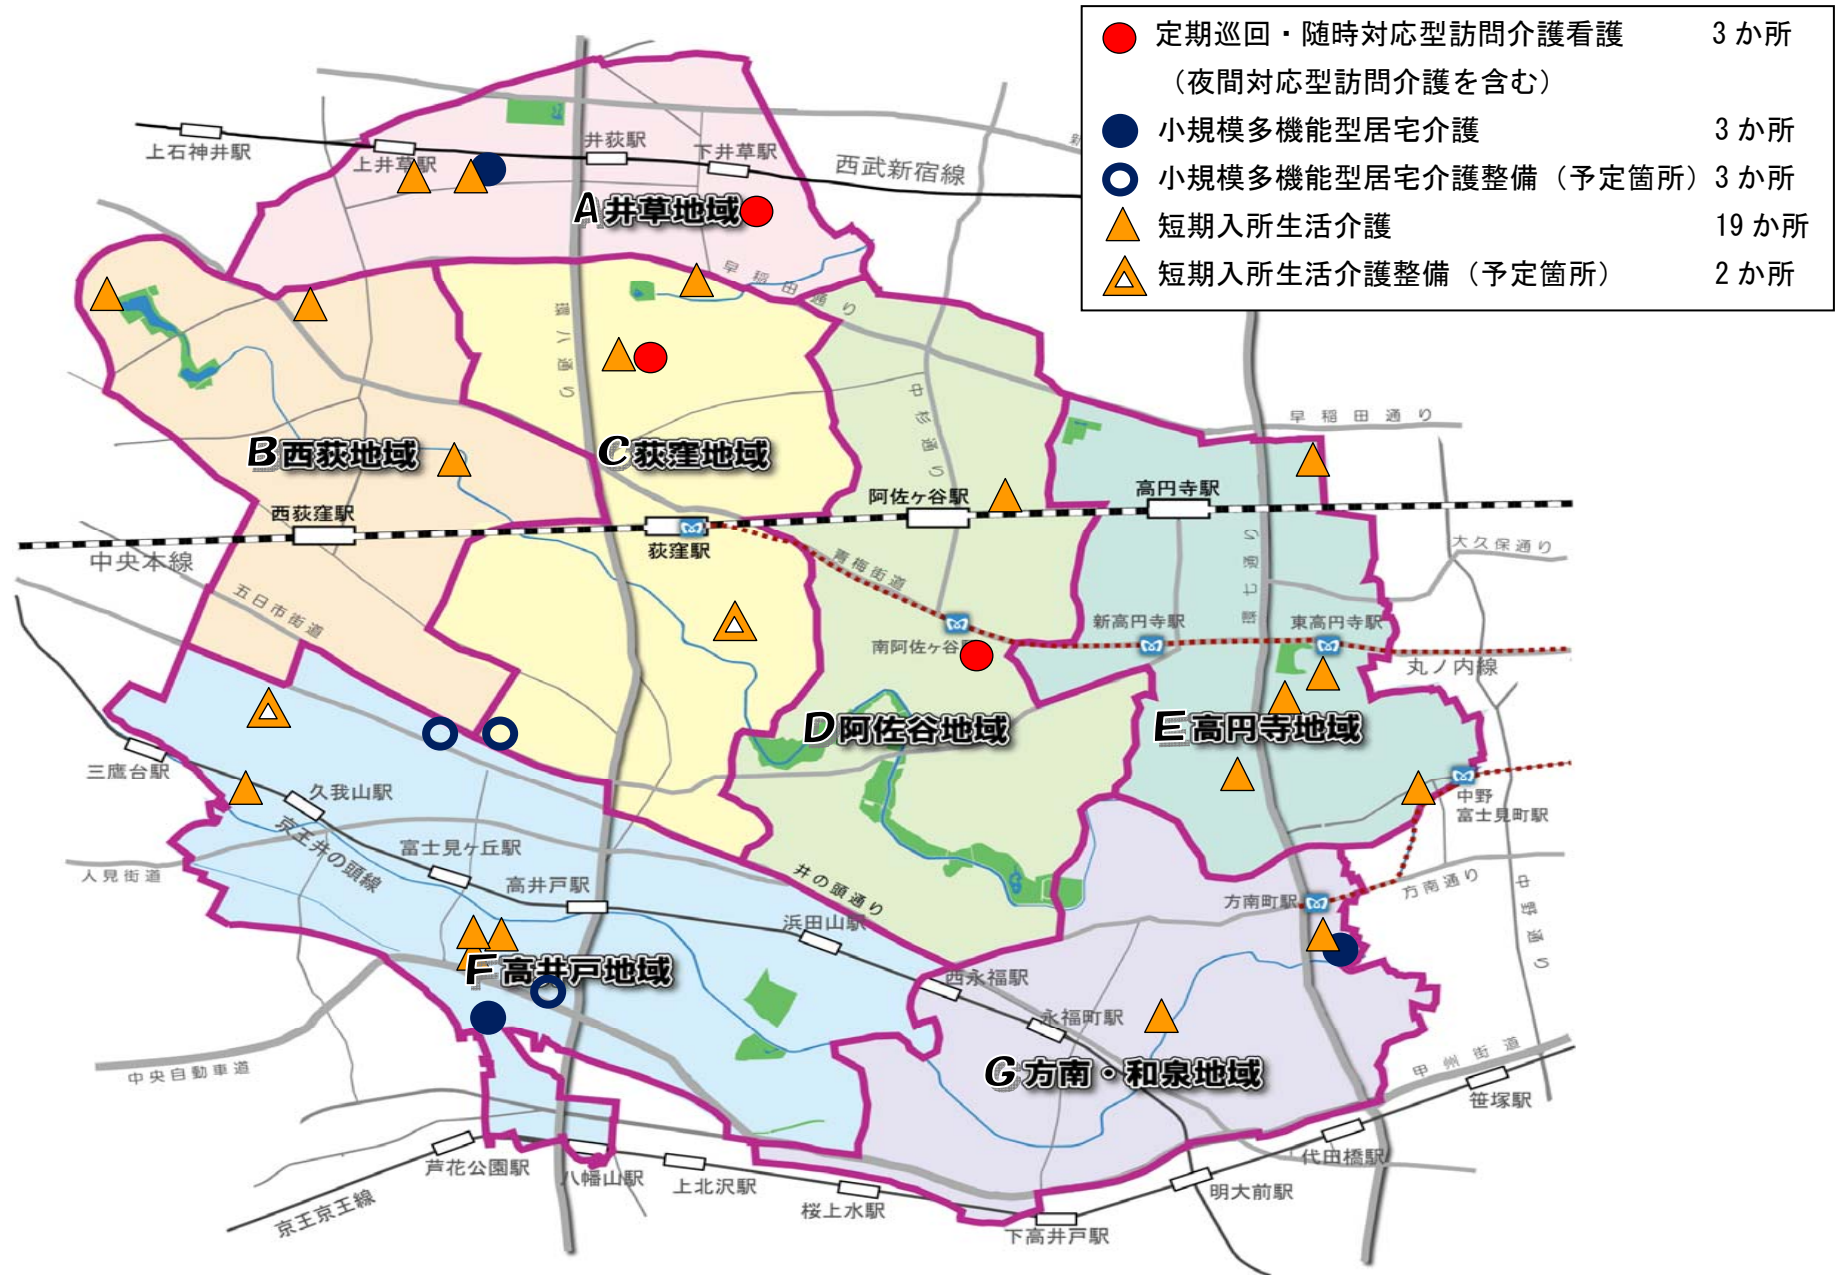 定期巡回・随時対応型訪問介護看護 3か所
（夜間対応型訪問介護を含む）
小規模多機能型居宅介護 3か所
小規模多機能型居宅介護整備（予定箇所） 3か所
短期入所生活介護 19か所
短期入所生活介護整備（予定箇所） 2か所
上石神井駅
上井草駅
井荻駅
下井草駅
西武新宿線
新
A井草地域
早稲田通り
環八通り
中杉通り
早稲田通り
B西荻地域
C荻窪地域
西荻窪駅
荻窪駅
阿佐ヶ谷駅
高円寺駅
中央本線
青梅街道
環七通り
大久保通り
五日市街道
南阿佐ヶ谷
新高円寺駅
東高円寺駅
丸ノ内線
D阿佐谷地域
E高円寺地域
三鷹台駅
久我山駅
中野
富士見町駅
京王井の頭線
富士見ヶ丘駅
人見街道
高井戸駅
井の頭通り
浜田山駅
方南町駅
方南通り
中野通り
F高井戸地域
西永福駅
永福町駅
中央自動車道
G方南・和泉地域
甲州街道
笹塚駅
芦花公園駅
八幡山駅
上北沢駅
桜上水駅
下高井戸駅
明大前駅
代田橋駅
京王京王線